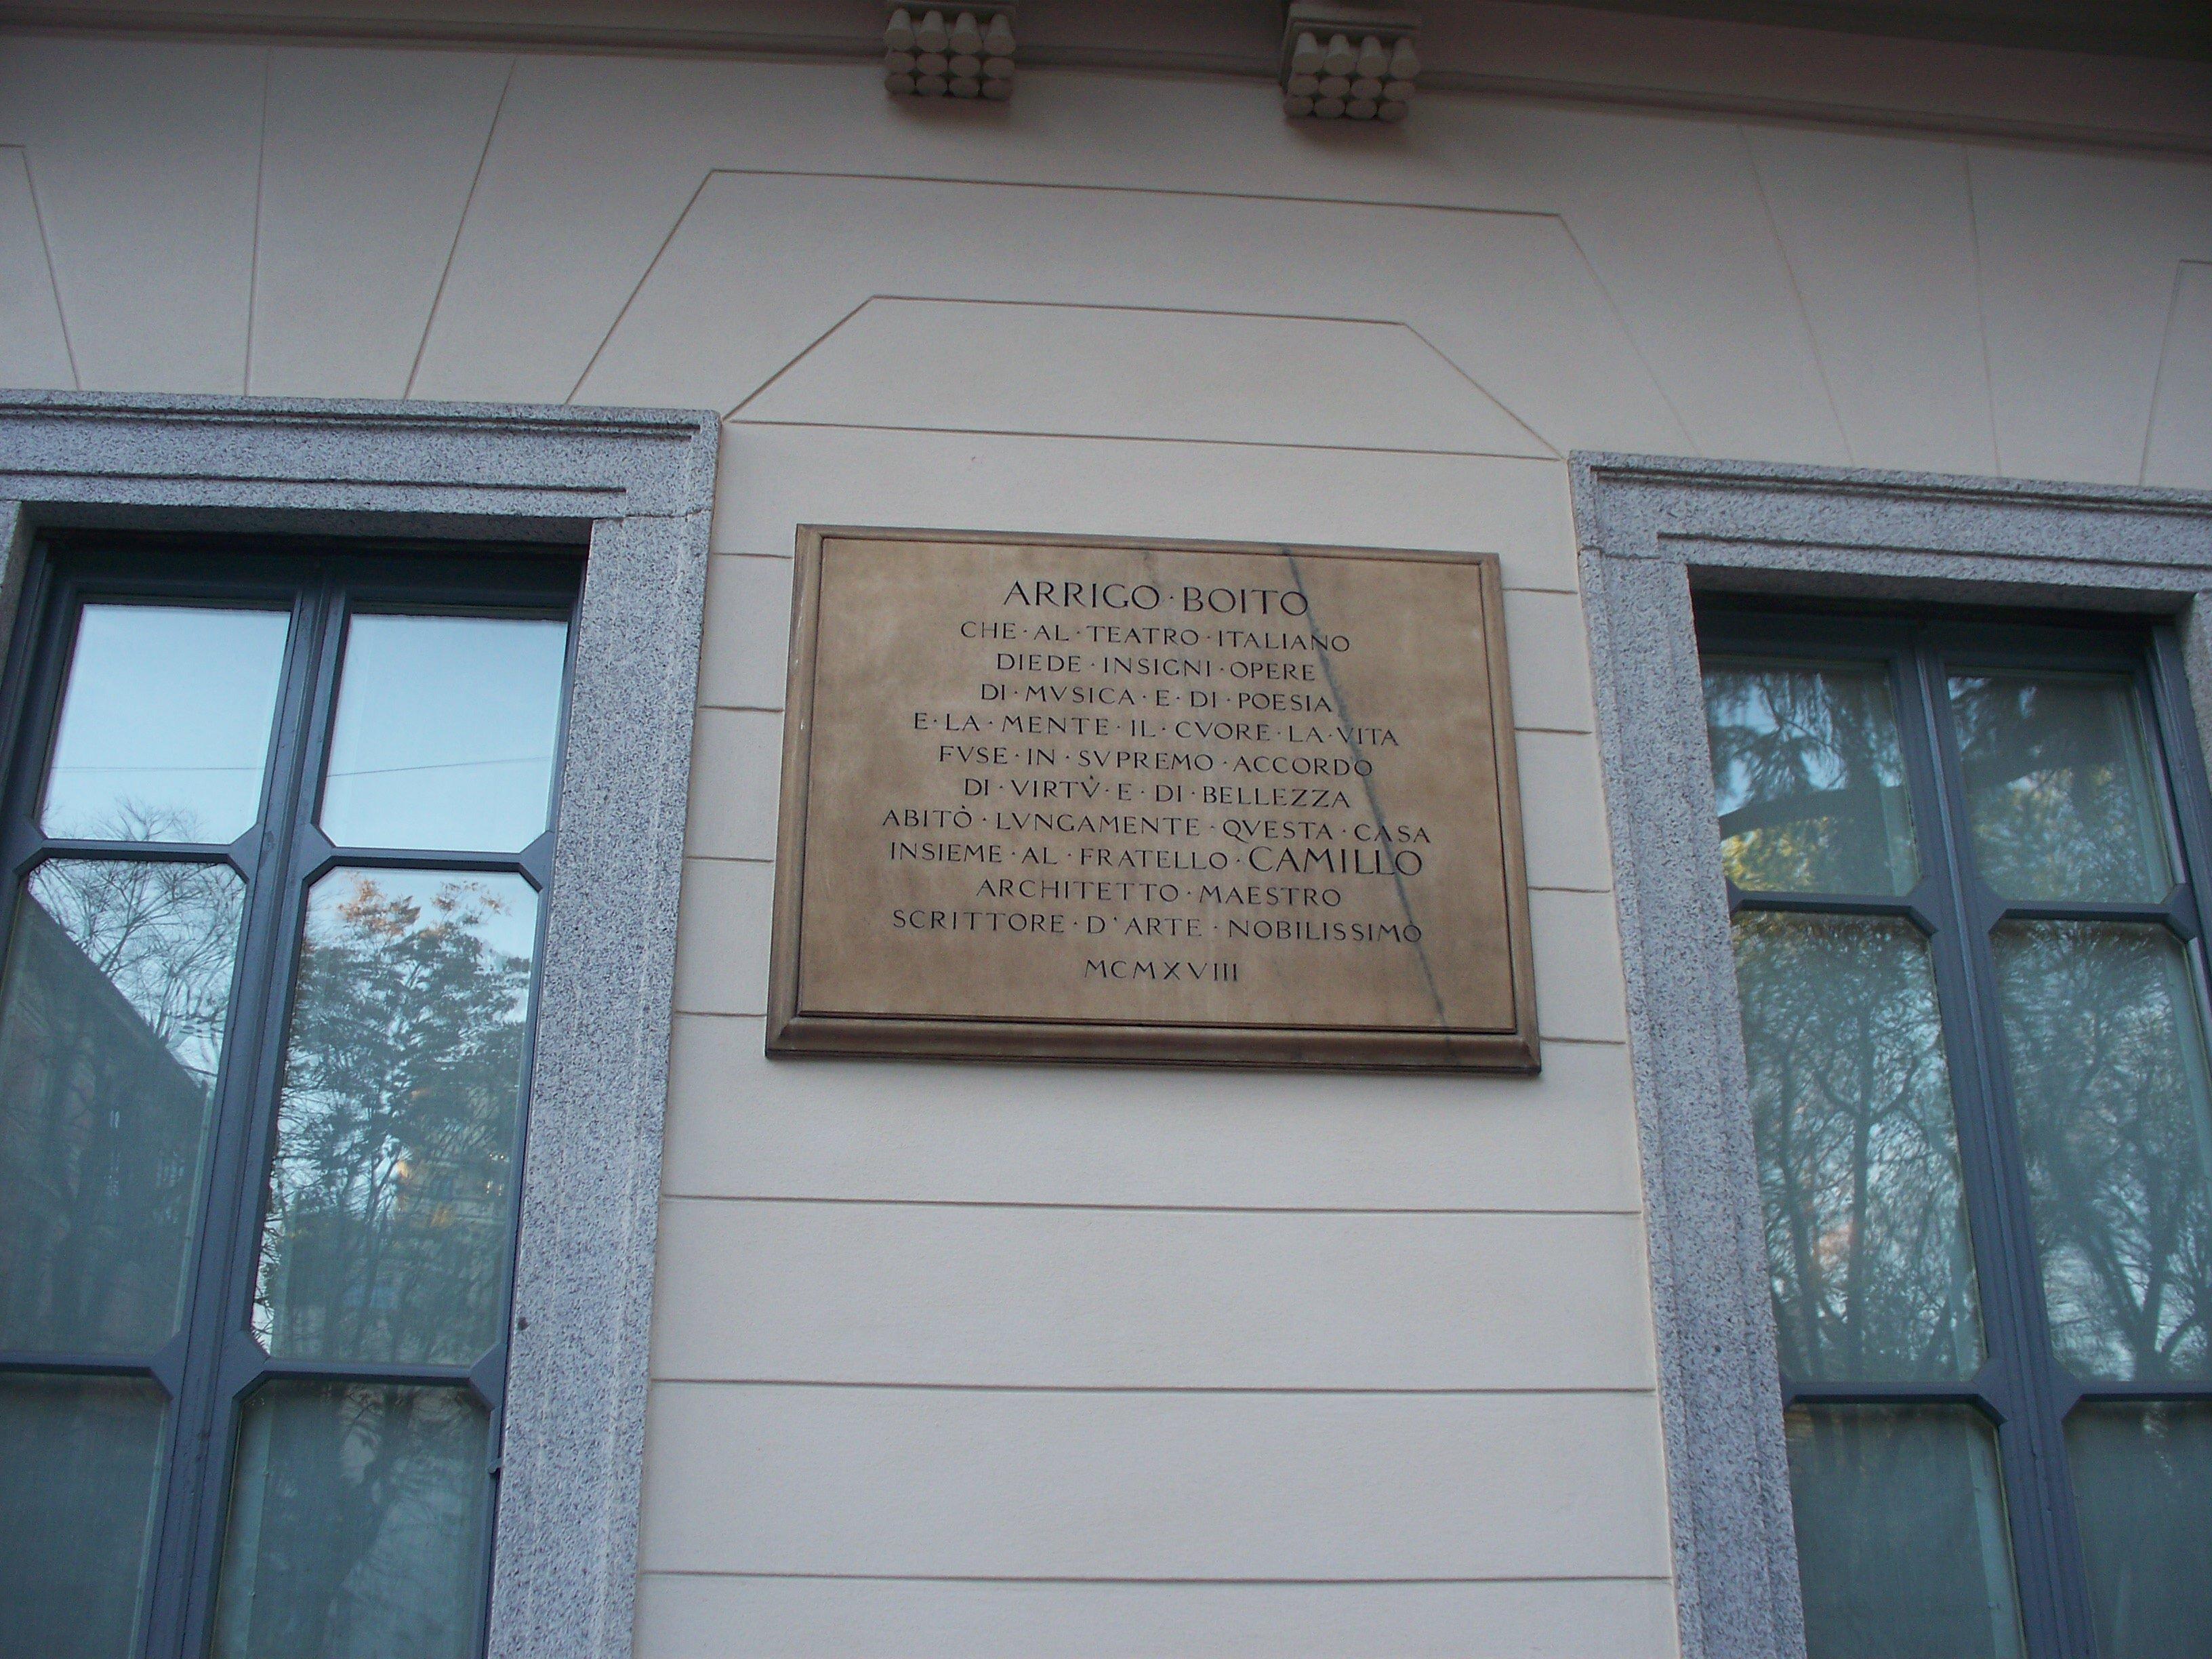 ARRIGO·BOITO
CHE·AL·TEATRO·ITALIANO
DIEDE·INSIGNI·OPERE
DI·MVSICA·E·DI·POESIA
E·LA·MENTE·IL·CVORE·LA·VITA
FVSE·IN·SVPREMO·ACCORDO
DI·VIRTV̀·E·DI·BELLEZZA
ABITÒ·LVNGAMENTE·QVESTA·CASA
INSIEME·AL·FRATELLO·CAMILLO
ARCHITETTO·MAESTRO
SCRITTORE·D'ARTE·NOBILISSIMO
MCMXVIII